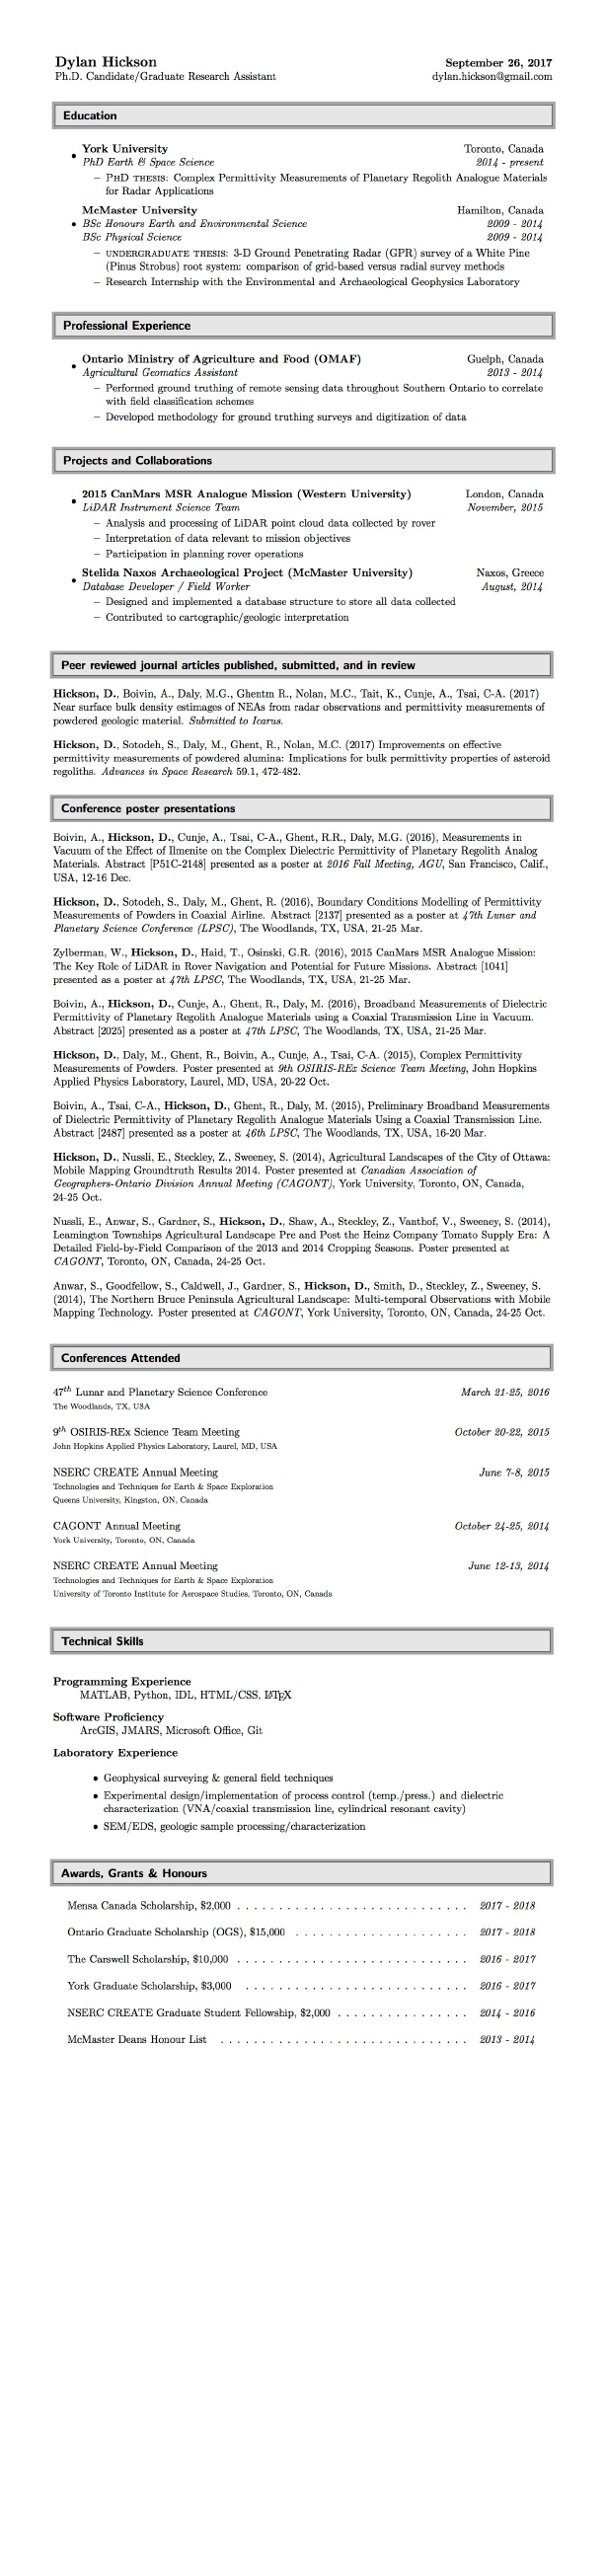 Dylan Hickson September 26, 2017
Ph.D. Candidate/Graduate Research Assistant dylan.hickson@gmail.com
Education
• York University Toronto, Canada
PhD Earth & Space Science 2014 - present
– PHD THESIS: Complex Permittivity Measurements of Planetary Regolith Analogue Materials
for Radar Applications
McMaster University Hamilton, Canada
• BSc Honours Earth and Environmental Science 2009 - 2014
BSc Physical Science 2009 - 2014
– UNDERGRADUATE THESIS: 3-D Ground Penetrating Radar (GPR) survey of a White Pine
(Pinus Strobus) root system: comparison of grid-based versus radial survey methods
– Research Internship with the Environmental and Archaeological Geophysics Laboratory
Professional Experience
• Ontario Ministry of Agriculture and Food (OMAF) Guelph, Canada
Agricultural Geomatics Assistant 2013 - 2014
– Performed ground truthing of remote sensing data throughout Southern Ontario to correlate
with field classification schemes
– Developed methodology for ground truthing surveys and digitization of data
Projects and Collaborations
• 2015 CanMars MSR Analogue Mission (Western University) London, Canada
LiDAR Instrument Science Team November, 2015
– Analysis and processing of LiDAR point cloud data collected by rover
– Interpretation of data relevant to mission objectives
– Participation in planning rover operations
• Stelida Naxos Archaeological Project (McMaster University) Naxos, Greece
Database Developer / Field Worker August, 2014
– Designed and implemented a database structure to store all data collected
– Contributed to cartographic/geologic interpretation
Peer reviewed journal articles published, submitted, and in review
Hickson, D., Boivin, A., Daly, M.G., Ghentm R., Nolan, M.C., Tait, K., Cunje, A., Tsai, C-A. (2017)
Near surface bulk density estimates of NEAs from radar observations and permittivity measurements of
powdered geologic material. Submitted to Icarus.
Hickson, D., Sotodeh, S., Daly, M., Ghent, R., Nolan, M.C. (2017) Improvements on effective
permittivity measurements of powdered alumina: Implications for bulk permittivity properties of asteroid
regoliths. Advances in Space Research 59.1, 472-482.
Conference poster presentations
Boivin, A., Hickson, D., Cunje, A., Tsai, C-A., Ghent, R.R., Daly, M.G. (2016), Measurements in
Vacuum of the Effect of Ilmenite on the Complex Dielectric Permittivity of Planetary Regolith Analog
Materials. Abstract [P51C-2148] presented as a poster at 2016 Fall Meeting, AGU, San Francisco, Calif.,
USA, 12-16 Dec.
Hickson, D., Sotodeh, S., Daly, M., Ghent, R. (2016), Boundary Conditions Modelling of Permittivity
Measurements of Powders in Coaxial Airline. Abstract [2137] presented as a poster at 47th Lunar and
Planetary Science Conference (LPSC), The Woodlands, TX, USA, 21-25 Mar.
Zylberman, W., Hickson, D., Haid, T., Osinski, G.R. (2016), 2015 CanMars MSR Analogue Mission:
The Key Role of LiDAR in Rover Navigation and Potential for Future Missions. Abstract [1041]
presented as a poster at 47th LPSC, The Woodlands, TX, USA, 21-25 Mar.
Boivin, A., Hickson, D., Cunje, A., Ghent, R., Daly, M. (2016), Broadband Measurements of Dielectric
Permittivity of Planetary Regolith Analogue Materials using a Coaxial Transmission Line in Vacuum.
Abstract [2025] presented as a poster at 47th LPSC, The Woodlands, TX, USA, 21-25 Mar.
Hickson, D., Daly, M., Ghent, R., Boivin, A., Cunje, A., Tsai, C-A. (2015), Complex Permittivity
Measurements of Powders. Poster presented at 9th OSIRIS-REx Science Team Meeting, John Hopkins
Applied Physics Laboratory, Laurel, MD, USA, 20-22 Oct.
Boivin, A., Tsai, C-A., Hickson, D., Ghent, R., Daly, M. (2015), Preliminary Broadband Measurements
of Dielectric Permittivity of Planetary Regolith Analogue Materials Using a Coaxial Transmission Line.
Abstract [2487] presented as a poster at 46th LPSC, The Woodlands, TX, USA, 16-20 Mar.
Hickson, D., Nussli, E., Steckley, Z., Sweeney, S. (2014), Agricultural Landscapes of the City of Ottawa:
Mobile Mapping Groundtruth Results 2014. Poster presented at Canadian Association of
Geographers-Ontario Division Annual Meeting (CAGONT), York University, Toronto, ON, Canada,
24-25 Oct.
Nussli, E., Anwar, S., Gardner, S., Hickson, D., Shaw, A., Steckley, Z., Vanthof, V., Sweeney, S. (2014),
Leamington Townships Agricultural Landscape Pre and Post the Heinz Company Tomato Supply Era: A
Detailed Field-by-Field Comparison of the 2013 and 2014 Cropping Seasons. Poster presented at
CAGONT, Toronto, ON, Canada, 24-25 Oct.
Anwar, S., Goodfellow, S., Caldwell, J., Gardner, S., Hickson, D., Smith, D., Steckley, Z., Sweeney, S.
(2014), The Northern Bruce Peninsula Agricultural Landscape: Multi-temporal Observations with Mobile
Mapping Technology. Poster presented at CAGONT, York University, Toronto, ON, Canada, 24-25 Oct.
Conferences Attended
47th Lunar and Planetary Science Conference March 21-25, 2016
The Woodlands, TX, USA
9th OSIRIS-REx Science Team Meeting October 20-22, 2015
John Hopkins Applied Physics Laboratory, Laurel, MD, USA
NSERC CREATE Annual Meeting June 7-8, 2015
Technologies and Techniques for Earth & Space Exploration
Queens University, Kingston, ON, Canada
CAGONT Annual Meeting October 24-25, 2014
York University, Toronto, ON, Canada
NSERC CREATE Annual Meeting June 12-13, 2014
Technologies and Techniques for Earth & Space Exploration
University of Toronto Institute for Aerospace Studies, Toronto, ON, Canada
Technical Skills
Programming Experience
MATLAB, Python, IDL, HTML/CSS, LATEX
Software Proficiency
ArcGIS, JMARS, Microsoft Office, Git
Laboratory Experience
• Geophysical surveying & general field techniques
• Experimental design/implementation of process control (temp./press.) and dielectric
characterization (VNA/coaxial transmission line, cylindrical resonant cavity)
• SEM/EDS, geologic sample processing/characterization
Awards, Grants & Honours
Mensa Canada Scholarship, $2,000 . . . . . . . . . . . . . . . . . . . . . . . . . . . . 2017 - 2018
Ontario Graduate Scholarship (OGS), $15,000 . . . . . . . . . . . . . . . . . . . . . 2017 - 2018
The Carswell Scholarship, $10,000 . . . . . . . . . . . . . . . . . . . . . . . . . . . . 2016 - 2017
York Graduate Scholarship, $3,000 . . . . . . . . . . . . . . . . . . . . . . . . . . . 2016 - 2017
NSERC CREATE Graduate Student Fellowship, $2,000 . . . . . . . . . . . . . . . . 2014 - 2016
McMaster Deans Honour List . . . . . . . . . . . . . . . . . . . . . . . . . . . . . . 2013 - 2014